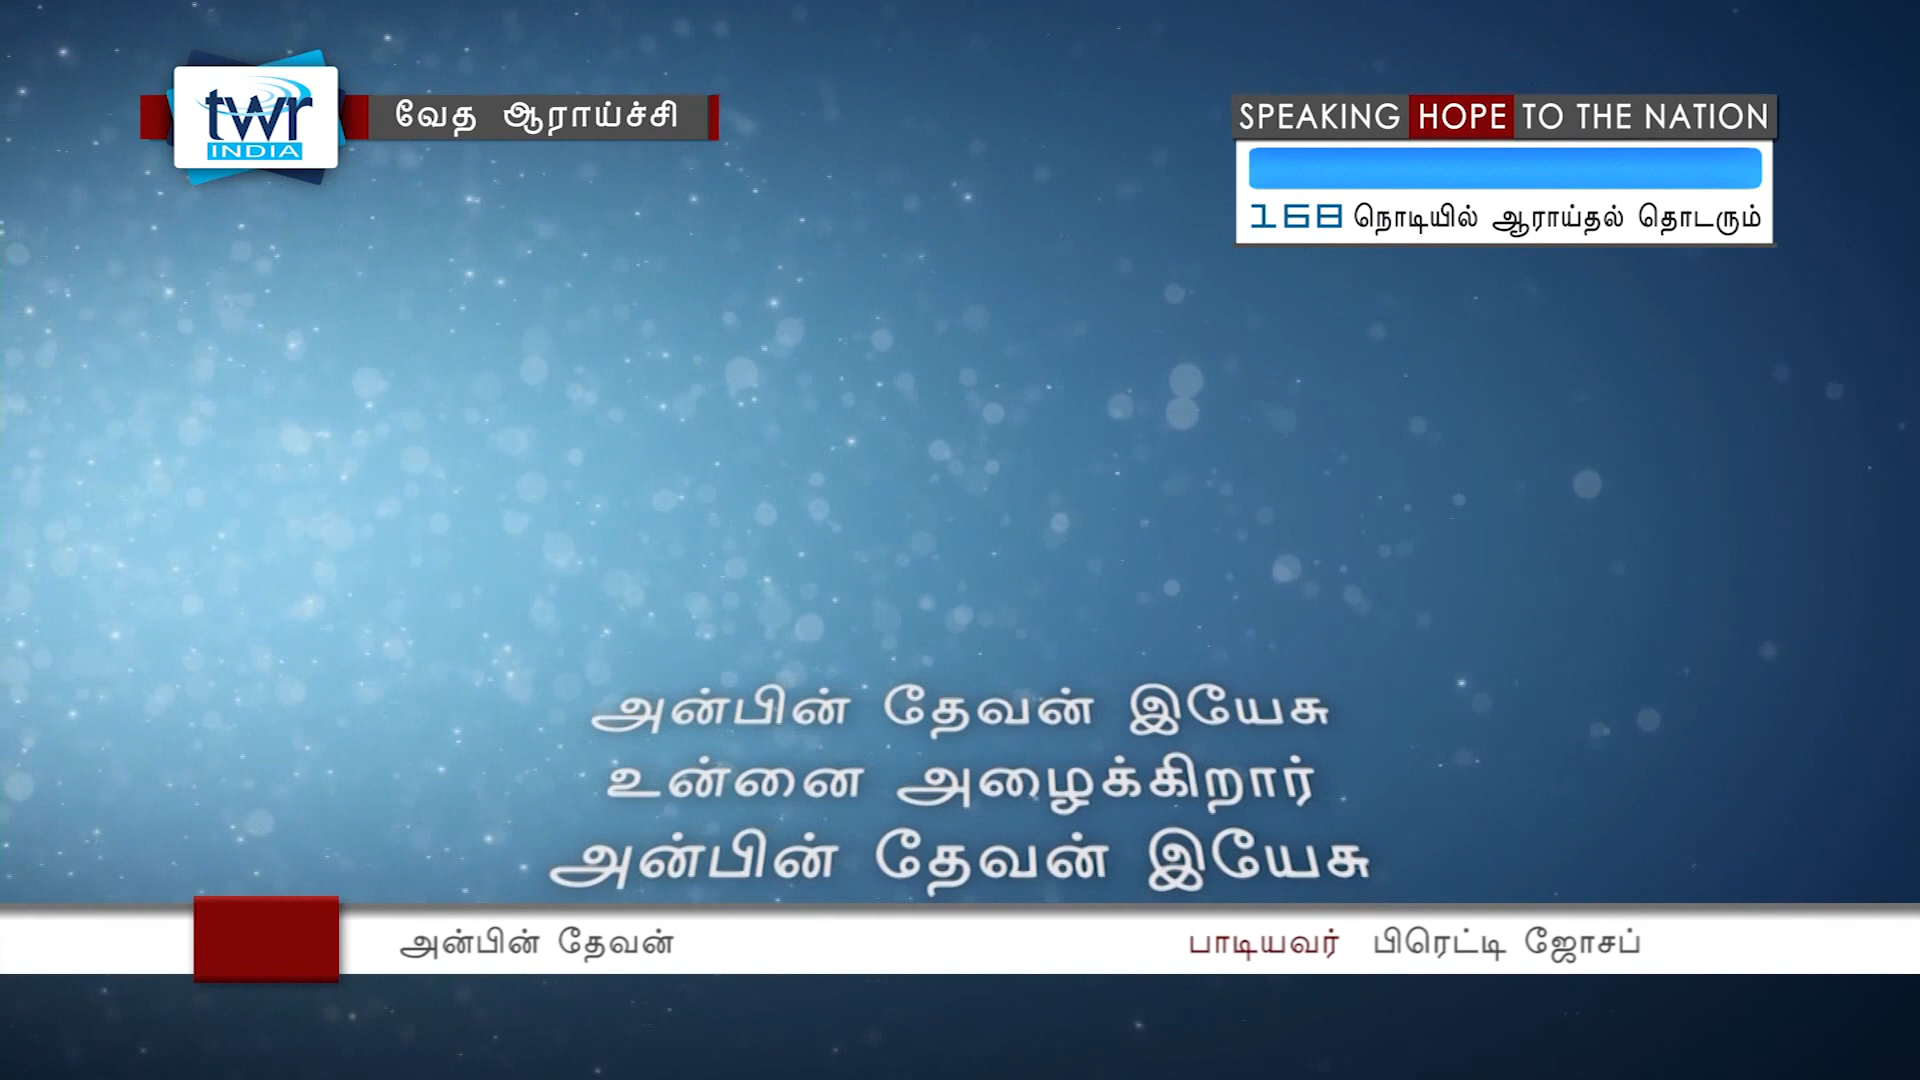 twr
INDIA
வேத ஆராய்ச்சி
SPEAKING HOPE TO THE NATION
168 நொடியில் ஆராய்தல் தொடரும்
அன்பின் தேவன் இயேசு
உன்னை அழைக்கிறார்
அன்பின் தேவன் இயேசு
அன்பின் தேவன்
பாடியவர் பிரெட்டி ஜோசப்